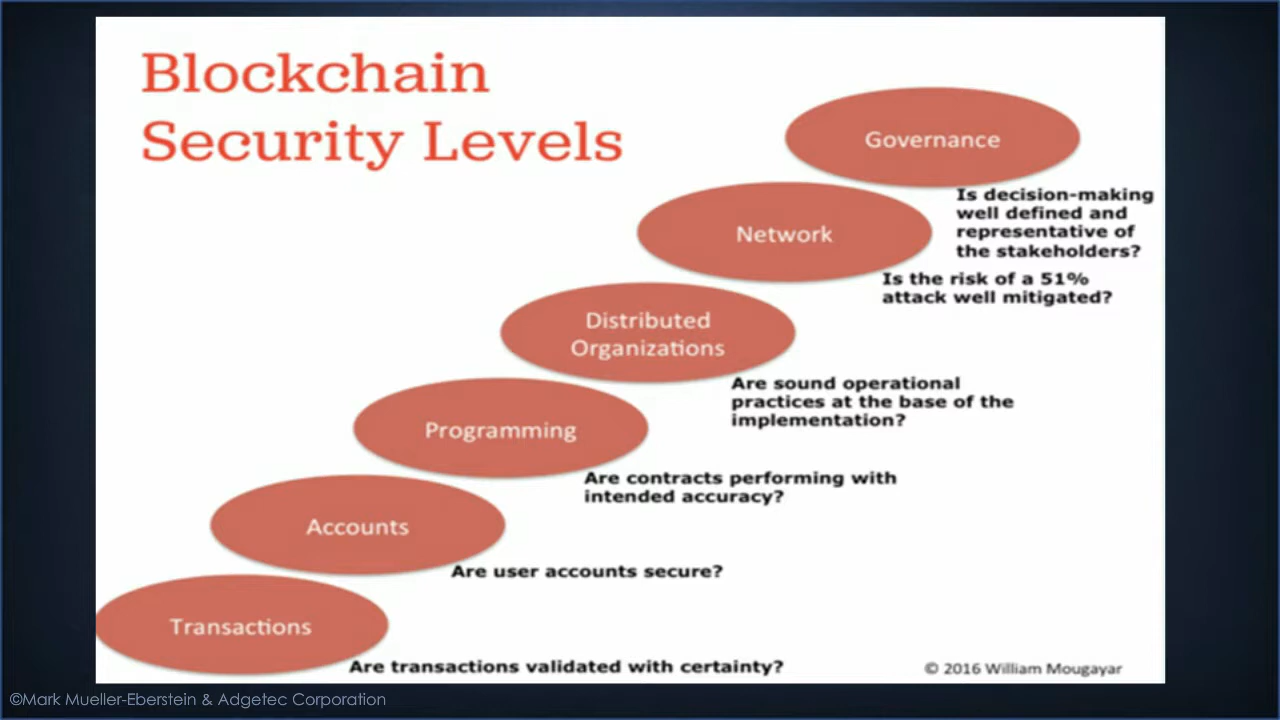 Blockchain
Security Levels
Governance
Is decision-making
well defined and
representative of
the stakeholders?
Network
Is the risk of a 51%
attack well mitigated?
Distributed
Organizations
Are sound operational
practices at the base of the
implementation?
Programming
Are contracts performing with
intended accuracy?
Accounts
Are user accounts secure?
Transactions
Are transactions validated with certainty?
© 2016 William Mougayar
©Mark Mueller-Eberstein & Adgetec Corporation